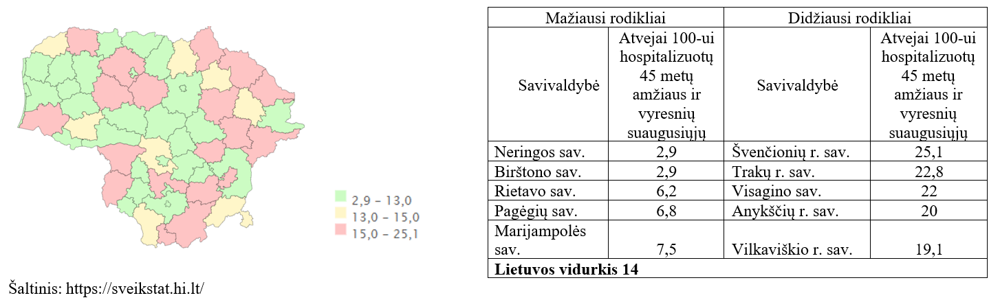 2,9 – 13,0
13,0 – 15,0
15,0 – 25,1
Šaltinis: https://sveikstat.hi.lt/
Mažiausi rodikliai
Didžiausi rodikliai
Savivaldybė
Atvejai 100-ui
hospitalizuotų
45 metų
amžiaus ir
vyresnių
suaugusiųjų
Savivaldybė
Atvejai 100-ui
hospitalizuotų
45 metų
amžiaus ir
vyresnių
suaugusiųjų
Neringos sav. 2,9 Švenčionių r. sav. 25,1
Birštono sav. 2,9 Trakų r. sav. 22,8
Rietavo sav. 6,2 Visagino sav. 22
Pagėgių sav. 6,8 Anykščių r. sav. 20
Marijampolės
sav. 7,5 Vilkaviškio r. sav. 19,1
Lietuvos vidurkis 14